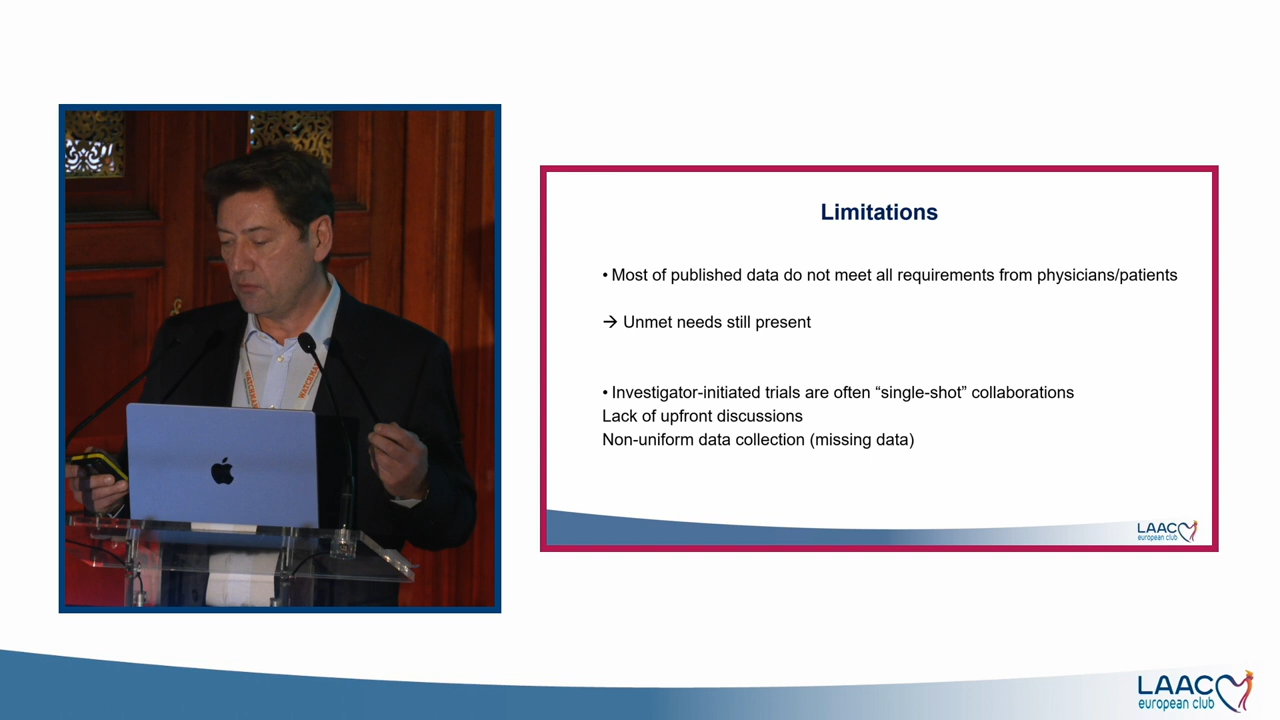 Limitations
• Most of published data do not meet all requirements from physicians/patients
→ Unmet needs still present
• Investigator-initiated trials are often “single-shot” collaborations
Lack of upfront discussions
Non-uniform data collection (missing data)
LAAC
european club
WATCHMAN
WATCHMAN
LAAC
european club